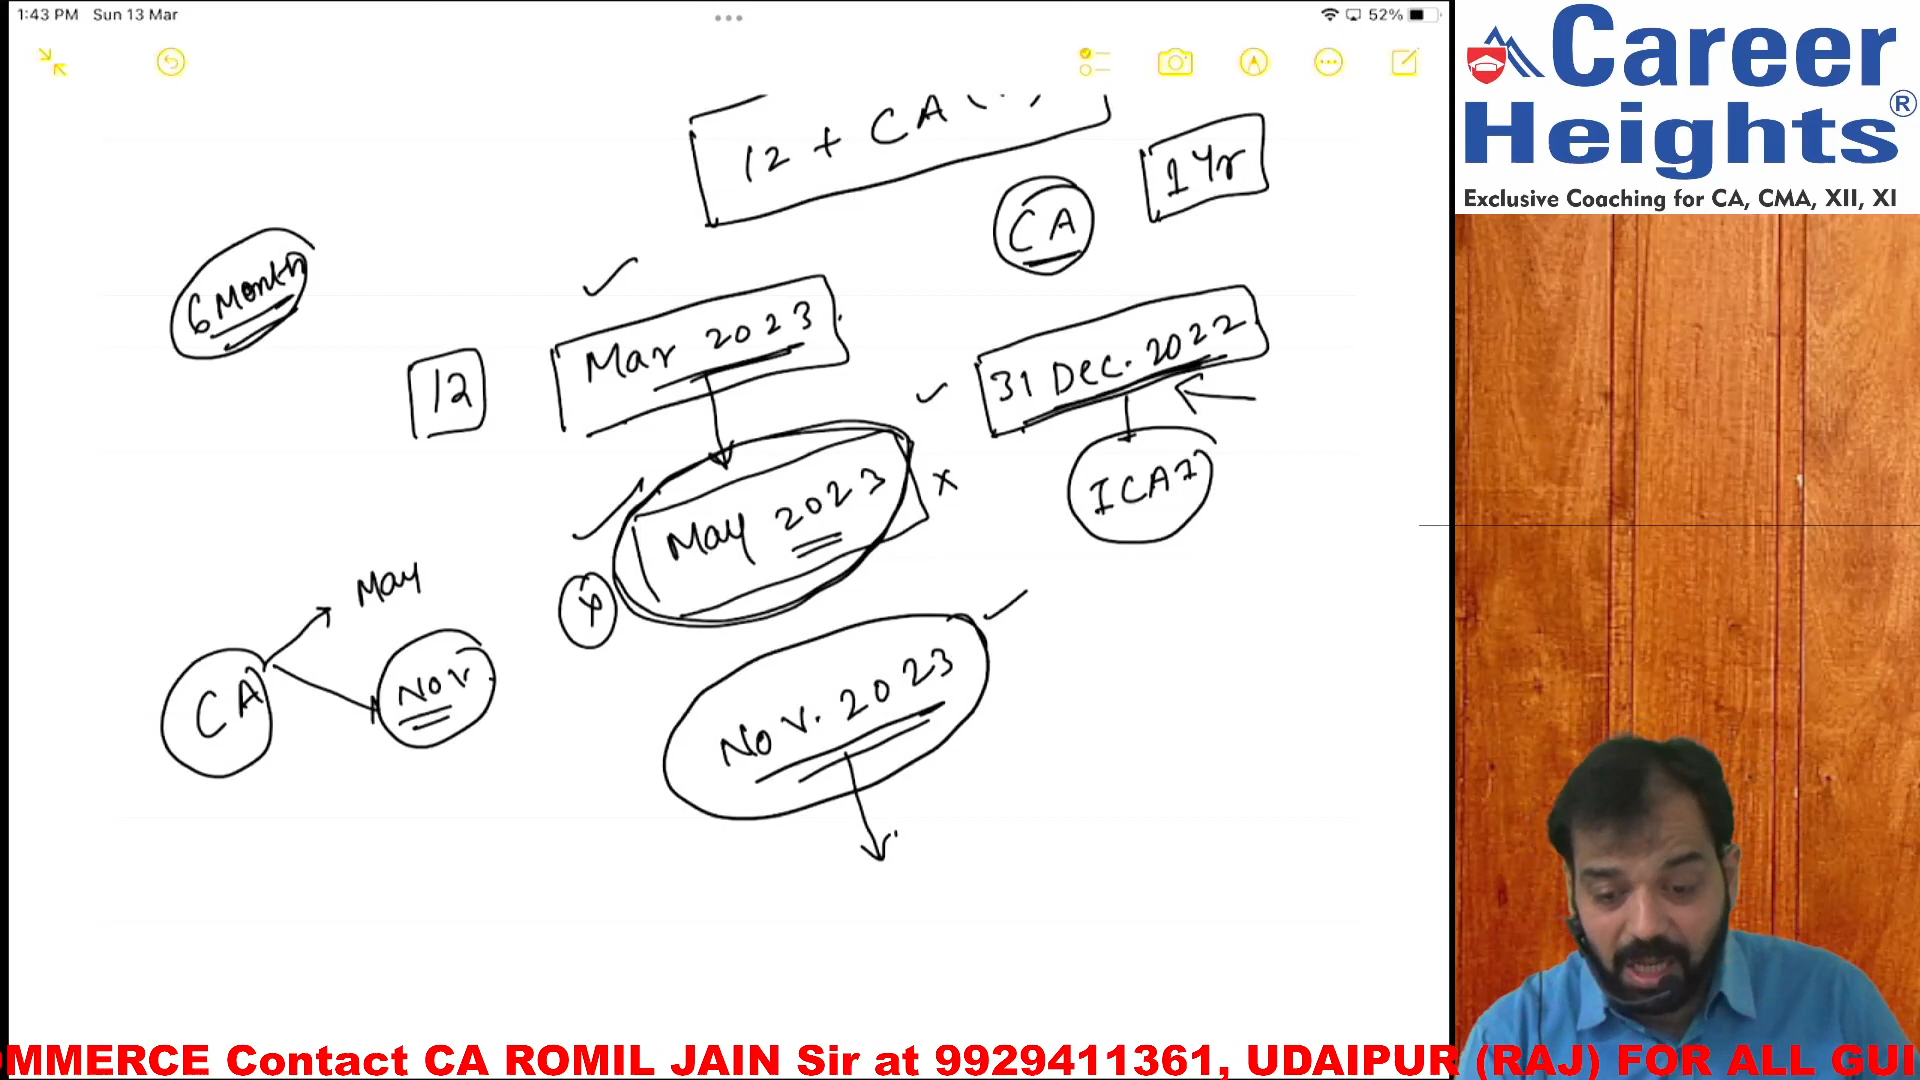 1:43 PM Sun 13 Mar
52%
Career
Heights®
Exclusive Coaching for CA, CMA, XII, XI
12 + CA
1 Yr
CA
6 Month
12
Mar 2023
31 Dec. 2022
May 2023
x
ICAI
May
CA
Nov.
Nov. 2023
OMMERCE Contact CA ROMIL JAIN Sir at 9929411361, UDAIPUR (RAJ) FOR ALL GUI